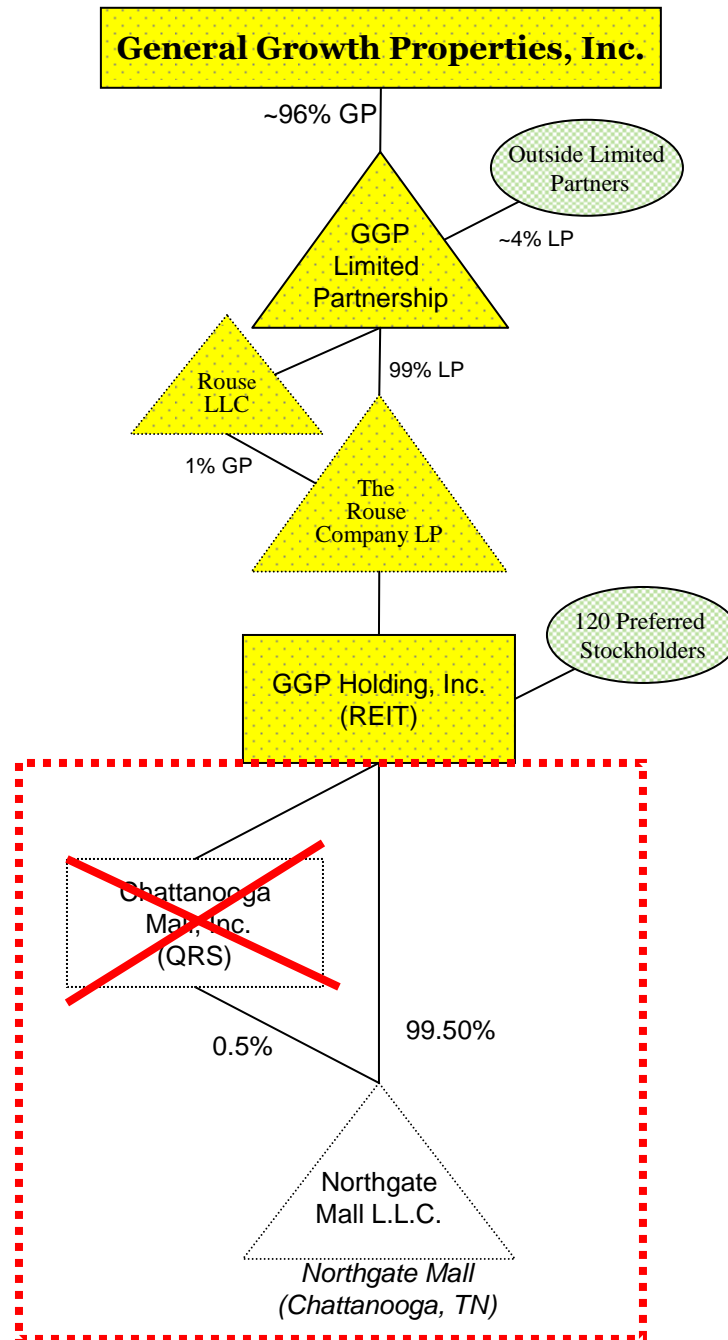 General Growth Properties, Inc.
~96% GP
Outside Limited
Partners
~4% LP
GGP
Limited
Partnership
99% LP
Rouse
LLC
1% GP
The
Rouse
Company LP
120 Preferred
Stockholders
GGP Holding, Inc.
(REIT)
Chattanooga
Mall, Inc.
(QRS)
0.5%
99.50%
Northgate
Mall L.L.C.
Northgate Mall
(Chattanooga, TN)